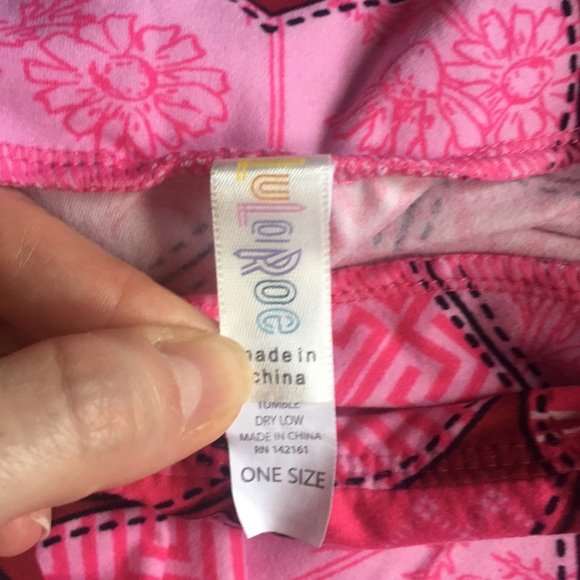 LuLaRoe
made in
china
TUMBLE
DRY LOW
MADE IN CHINA
RN 142161
ONE SIZE